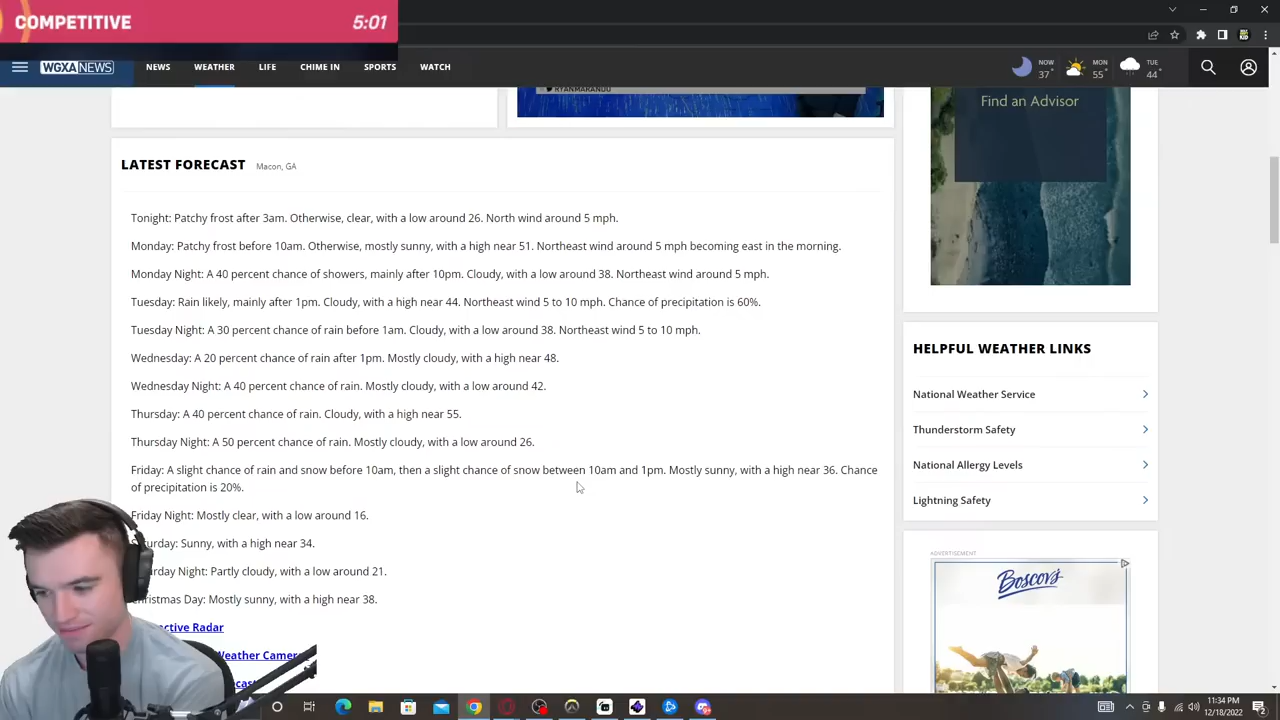 COMPETITIVE 5:01
WGXA NEWS NEWS WEATHER LIFE CHIME IN SPORTS WATCH NOW 37 MON 55 TUE 44
RYANMARANDO
Find an Advisor
LATEST FORECAST Macon, GA
Tonight: Patchy frost after 3am. Otherwise, clear, with a low around 26. North wind around 5 mph.
Monday: Patchy frost before 10am. Otherwise, mostly sunny, with a high near 51. Northeast wind around 5 mph becoming east in the morning.
Monday Night: A 40 percent chance of showers, mainly after 10pm. Cloudy, with a low around 38. Northeast wind around 5 mph.
Tuesday: Rain likely, mainly after 1pm. Cloudy, with a high near 44. Northeast wind 5 to 10 mph. Chance of precipitation is 60%.
Tuesday Night: A 30 percent chance of rain before 1am. Cloudy, with a low around 38. Northeast wind 5 to 10 mph.
Wednesday: A 20 percent chance of rain after 1pm. Mostly cloudy, with a high near 48.
Wednesday Night: A 40 percent chance of rain. Mostly cloudy, with a low around 42.
Thursday: A 40 percent chance of rain. Cloudy, with a high near 55.
Thursday Night: A 50 percent chance of rain. Mostly cloudy, with a low around 26.
Friday: A slight chance of rain and snow before 10am, then a slight chance of snow between 10am and 1pm. Mostly sunny, with a high near 36. Chance
of precipitation is 20%.
Friday Night: Mostly clear, with a low around 16.
Sunny, with a high near 34.
Night: Partly cloudy, with a low around 21.
Day: Mostly sunny, with a high near 38.
Radar
Weather
HELPFUL WEATHER LINKS
National Weather Service
Thunderstorm Safety
National Allergy Levels
Lightning Safety
ADVERTISEMENT
Boscov's
11:34 PM
12/18/2022